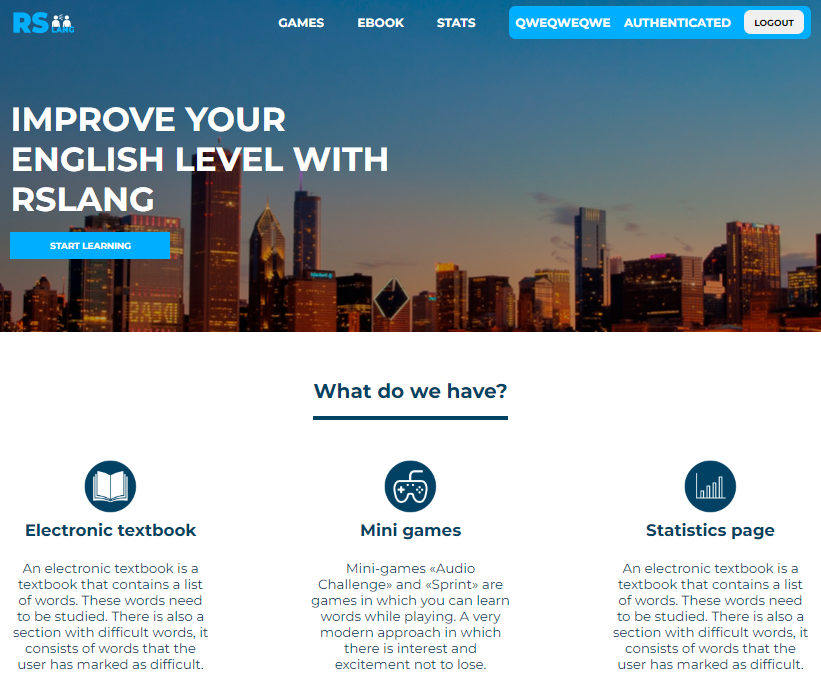 RS LANG
GAMES EBOOK STATS QWEQWEQWE AUTHENTICATED LOGOUT
IMPROVE YOUR
ENGLISH LEVEL WITH
RSLANG
START LEARNING
What do we have?
Electronic textbook
An electronic textbook is a
textbook that contains a list
of words. These words need
to be studied. There is also a
section with difficult words, it
consists of words that the
user has marked as difficult.
Mini games
Mini-games «Audio
Challenge» and «Sprint» are
games in which you can learn
words while playing. A very
modern approach in which
there is interest and
excitement not to lose.
Statistics page
An electronic textbook is a
textbook that contains a list
of words. These words need
to be studied. There is also a
section with difficult words, it
consists of words that the
user has marked as difficult.